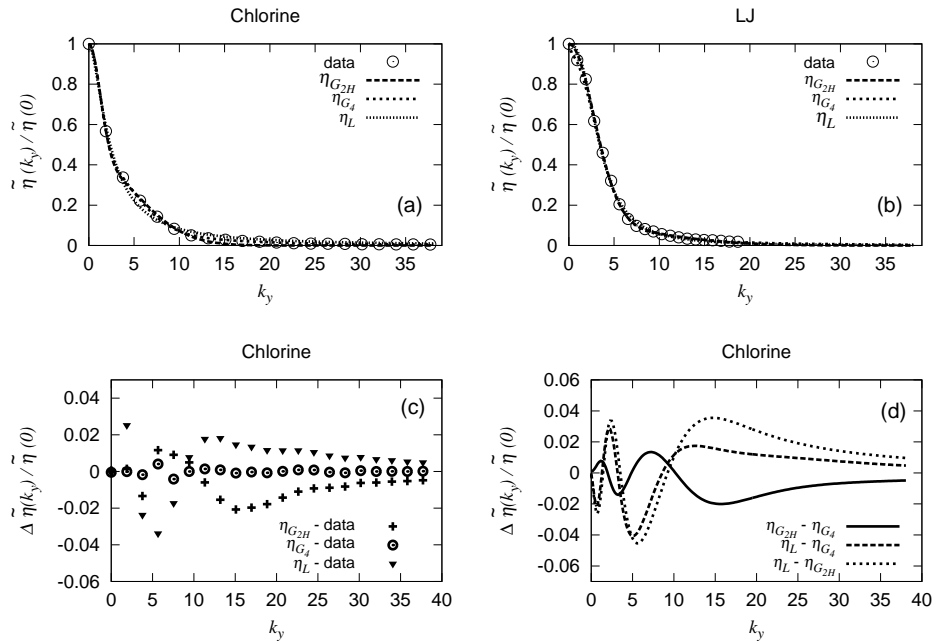 Chlorine
1
0.8
0.6
0.4
0.2
0
η̃ (k_y) / η̃ (0)
data
η_{G_{2H}}
η_{G_4}
η_L
(a)
0 5 10 15 20 25 30 35
k_y
LJ
1
0.8
0.6
0.4
0.2
0
η̃ (k_y) / η̃ (0)
data
η_{G_{2H}}
η_{G_4}
η_L
(b)
0 5 10 15 20 25 30 35
k_y
Chlorine
0.04
0.02
0
-0.02
-0.04
-0.06
Δ η̃(k_y) / η̃ (0)
(c)
η_{G_{2H}} - data
η_{G_4} - data
η_L - data
0 5 10 15 20 25 30 35 40
k_y
Chlorine
0.06
0.04
0.02
0
-0.02
-0.04
-0.06
Δ η̃(k_y) / η̃ (0)
(d)
η_{G_{2H}} - η_{G_4}
η_L - η_{G_4}
η_L - η_{G_{2H}}
0 5 10 15 20 25 30 35 40
k_y